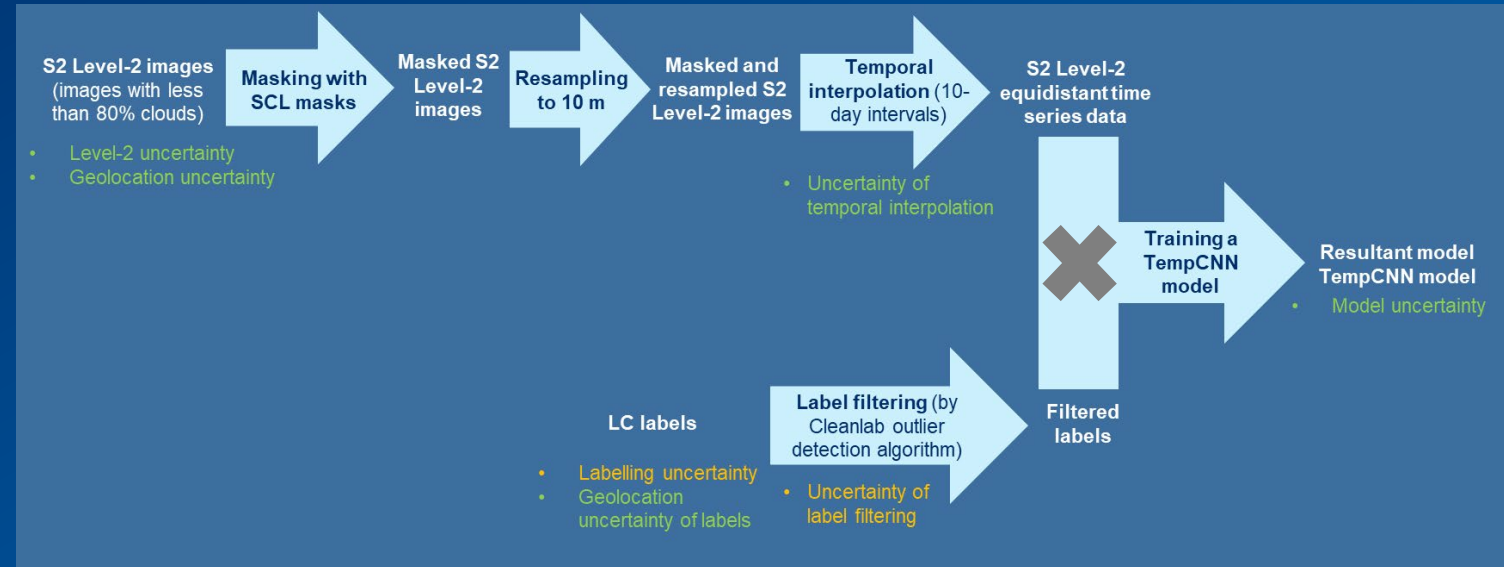 S2 Level-2 images
(images with less
than 80% clouds)
• Level-2 uncertainty
• Geolocation uncertainty
Masking with
SCL masks
Masked S2
Level-2
images
Resampling
to 10 m
Masked and
resampled S2
Level-2 images
Temporal
interpolation (10-
day intervals)
• Uncertainty of
temporal interpolation
S2 Level-2
equidistant time
series data
Training a
TempCNN
model
Resultant model
TempCNN model
• Model uncertainty
LC labels
• Labelling uncertainty
• Geolocation
uncertainty of labels
Label filtering (by
Cleanlab outlier
detection algorithm)
• Uncertainty of
label filtering
Filtered
labels